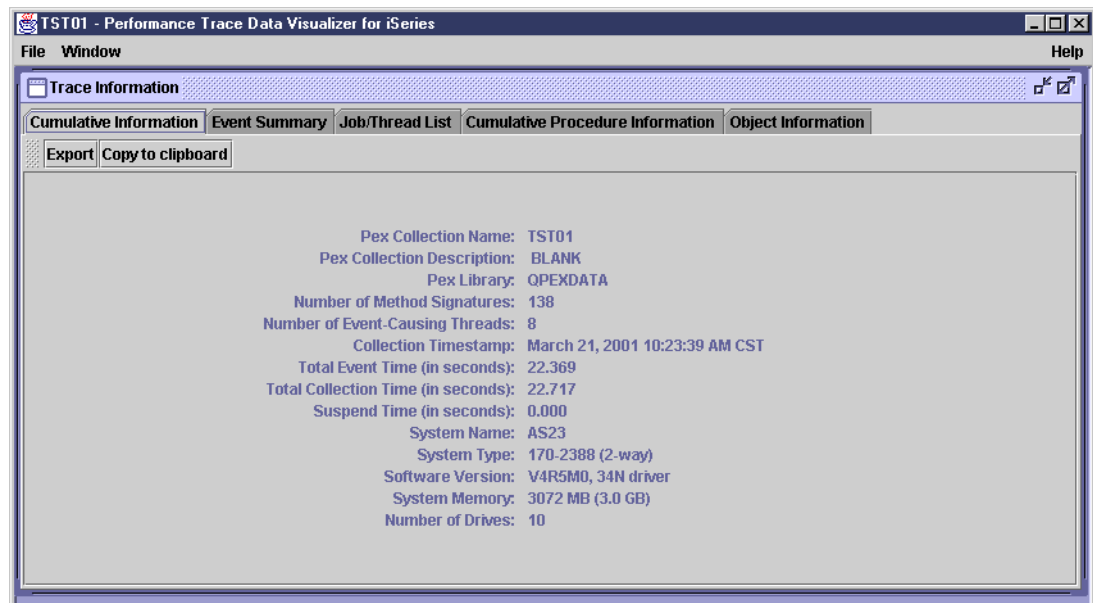 TST01 - Performance Trace Data Visualizer for iSeries
File Window Help
Trace Information
Cumulative Information Event Summary Job/Thread List Cumulative Procedure Information Object Information
Export Copy to clipboard
Pex Collection Name: TST01
Pex Collection Description: BLANK
Pex Library: QPEXDATA
Number of Method Signatures: 138
Number of Event-Causing Threads: 8
Collection Timestamp: March 21, 2001 10:23:39 AM CST
Total Event Time (in seconds): 22.369
Total Collection Time (in seconds): 22.717
Suspend Time (in seconds): 0.000
System Name: AS23
System Type: 170-2388 (2-way)
Software Version: V4R5M0, 34N driver
System Memory: 3072 MB (3.0 GB)
Number of Drives: 10